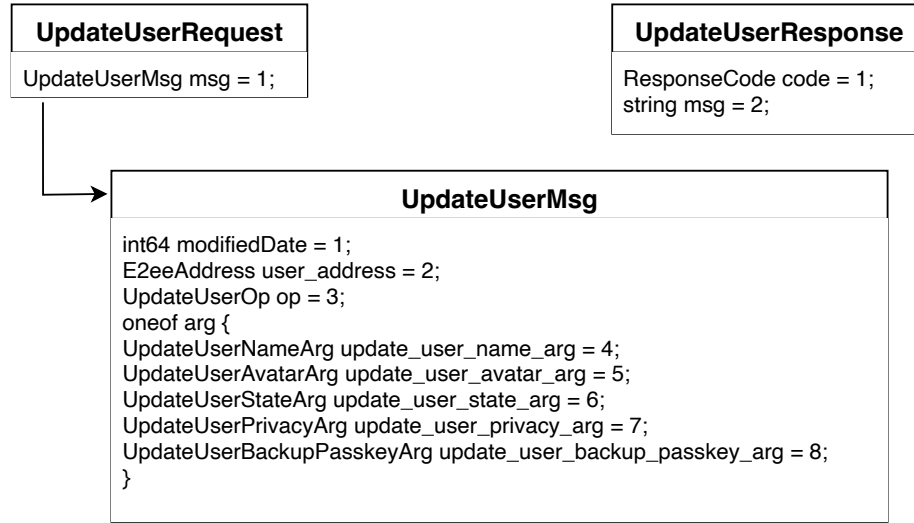 UpdateUserRequest
UpdateUserMsg msg = 1;
UpdateUserResponse
ResponseCode code = 1;
string msg = 2;
UpdateUserMsg
int64 modifiedDate = 1;
E2eeAddress user_address = 2;
UpdateUserOp op = 3;
oneof arg {
UpdateUserNameArg update_user_name_arg = 4;
UpdateUserAvatarArg update_user_avatar_arg = 5;
UpdateUserStateArg update_user_state_arg = 6;
UpdateUserPrivacyArg update_user_privacy_arg = 7;
UpdateUserBackupPasskeyArg update_user_backup_passkey_arg = 8;
}